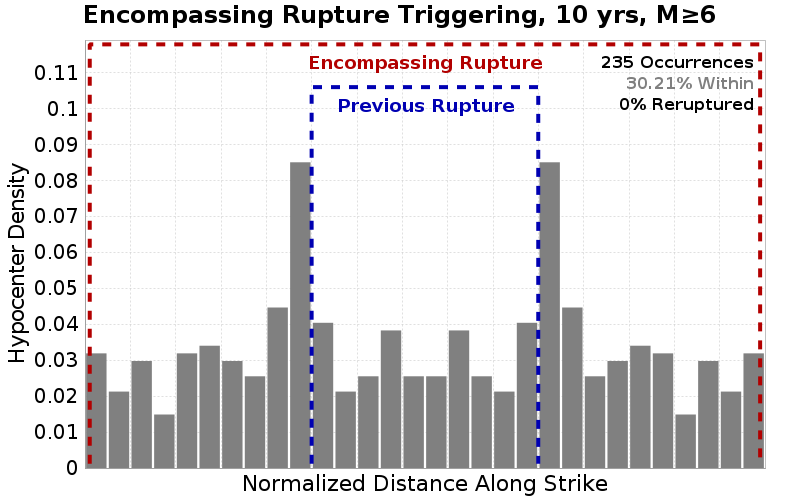 Encompassing Rupture Triggering, 10 yrs, M≥6
Encompassing Rupture
235 Occurrences
30.21% Within
0% Reruptured
Previous Rupture
Hypocenter Density
0.11
0.1
0.09
0.08
0.07
0.06
0.05
0.04
0.03
0.02
0.01
0
Normalized Distance Along Strike